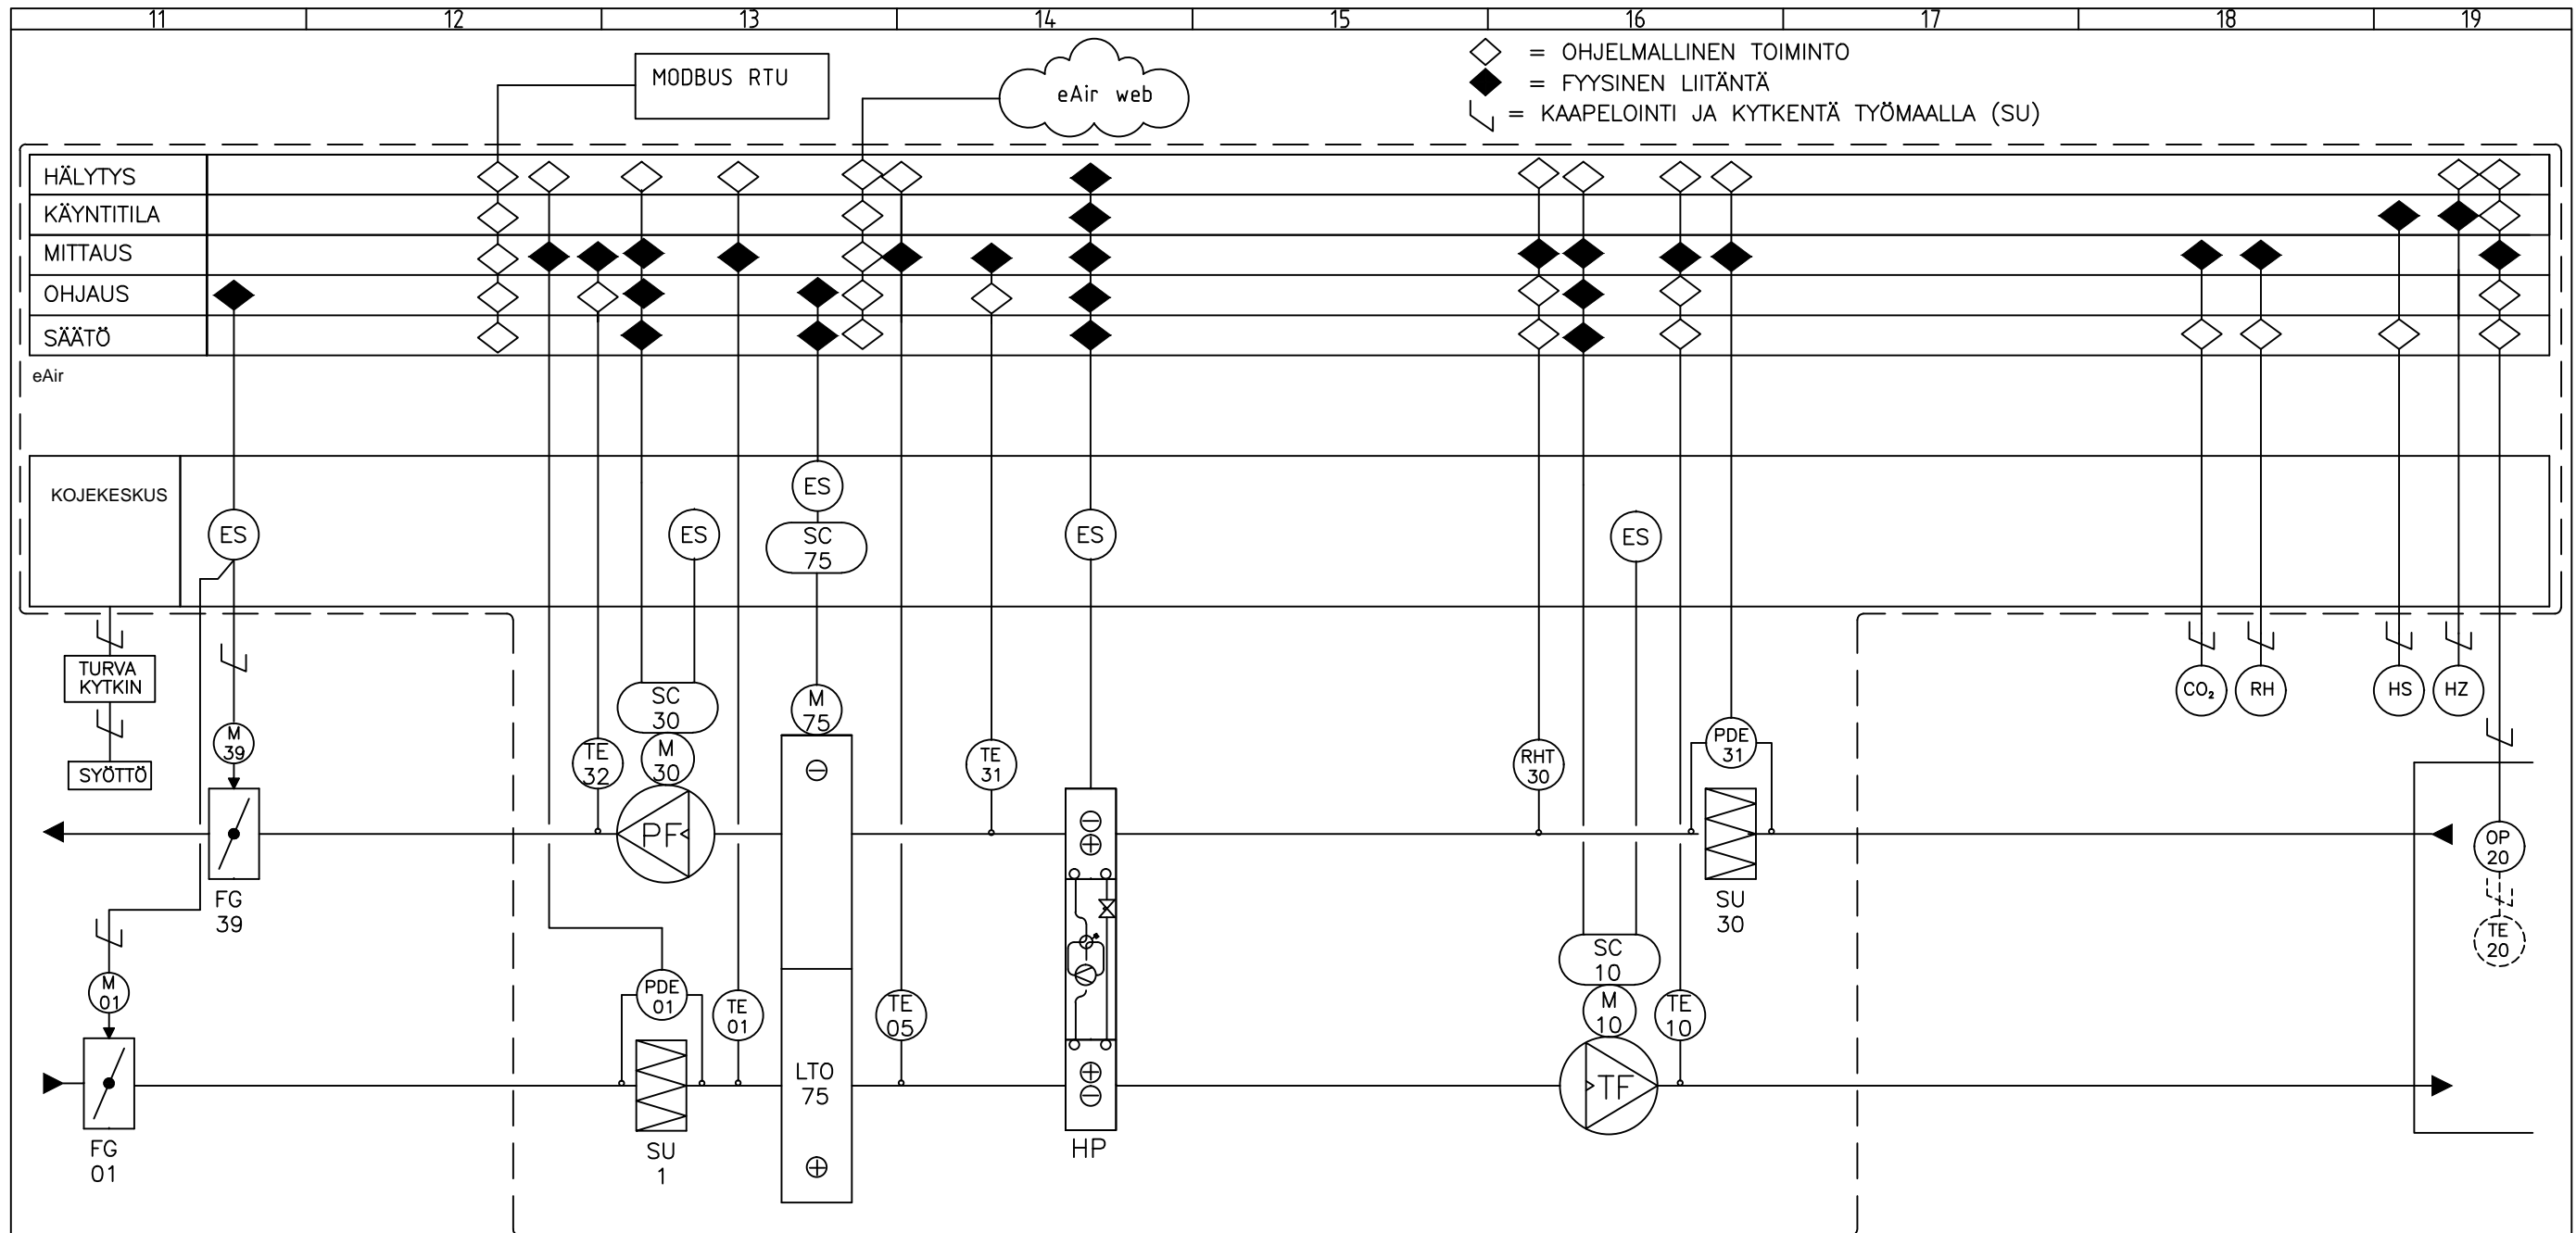 11 12 13 14 15 16 17 18 19
MODBUS RTU
eAir web
= OHJELMALLINEN TOIMINTO
= FYYSINEN LIITÄNTÄ
= KAAPELOINTI JA KYTKENTÄ TYÖMAALLA (SU)
HÄLYTYS
KÄYNTITILA
MITTAUS
OHJAUS
SÄÄTÖ
eAir
KOJEKESKUS
ES
ES
ES
SC
75
ES
ES
TURVA
KYTKIN
SYÖTTÖ
M
39
FG
39
M
01
FG
01
TE
32
SC
30
M
30
PF
M
75
TE
31
RHT
30
PDE
31
SU
30
CO₂
RH
HS
HZ
OP
20
TE
20
PDE
01
SU
1
TE
01
LTO
75
TE
05
HP
SC
10
M
10
TF
TE
10